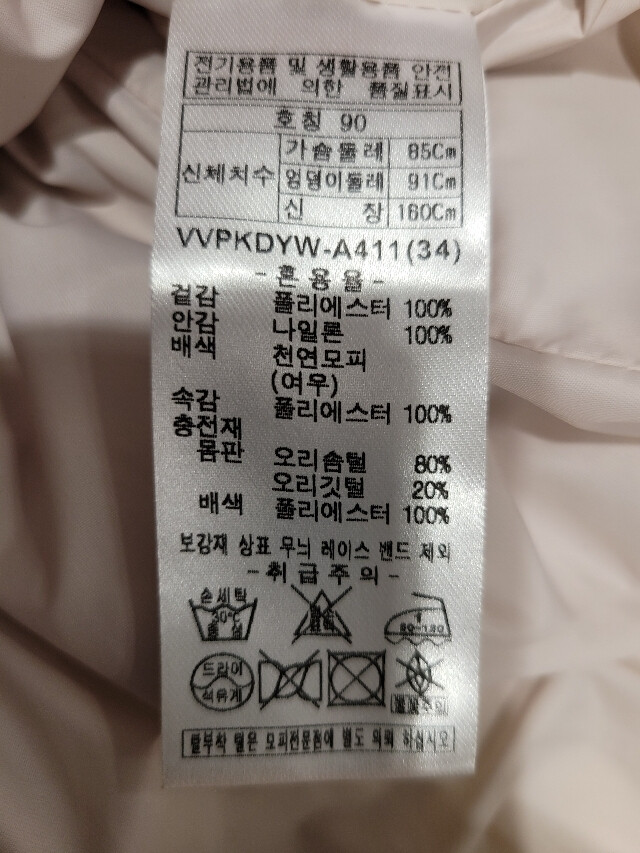 전기용품 및 생활용품 안전
관리법에 의한 품질표시
호칭 90
신체치수
가슴둘레 85Cm
엉덩이둘레 91Cm
신 장 160Cm
VVPKDYW-A411(34)
-혼용율-
겉감 폴리에스터 100%
안감 나일론 100%
배색 천연모피
(여우)
속감 폴리에스터 100%
충전재
몸판 오리솜털 80%
오리깃털 20%
배색 폴리에스터 100%
보강재 상표 무늬 레이스 밴드 제외
-취급주의-
손세탁
30℃
중성
드라이
석유계
불꽃주의
탈부착 털은 모피전문점에 별도 의뢰 하십시오